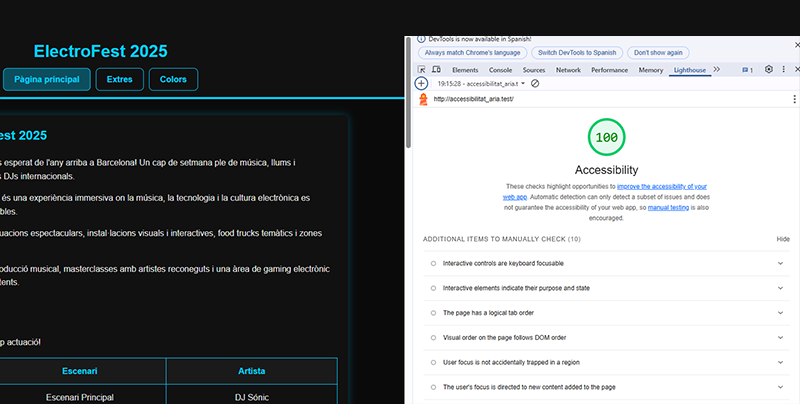 ElectroFest 2025
Pàgina principal
Extres
Colors
est 2025
s esperat de l'any arriba a Barcelona! Un cap de setmana ple de música, llums i
s DJs internacionals.
és una experiència immersiva on la música, la tecnologia i la cultura electrònica es
bles.
uacions espectaculars, instal·lacions visuals i interactives, food trucks temàtics i zones
oducció musical, masterclasses amb artistes reconeguts i una àrea de gaming electrònic
tents.
p actuació!
Escenari
Artista
Escenari Principal
DJ Sónic
DevTools is now available in Spanish!
Always match Chrome's language
Switch DevTools to Spanish
Don't show again
Elements
Console
Sources
Network
Performance
Memory
Lighthouse
1
19:15:28 - accessibilitat_aria.t
http://accessibilitat_aria.test/
100
Accessibility
These checks highlight opportunities to improve the accessibility of your
web app. Automatic detection can only detect a subset of issues and does
not guarantee the accessibility of your web app, so manual testing is also
encouraged.
ADDITIONAL ITEMS TO MANUALLY CHECK (10)
Hide
Interactive controls are keyboard focusable
Interactive elements indicate their purpose and state
The page has a logical tab order
Visual order on the page follows DOM order
User focus is not accidentally trapped in a region
The user's focus is directed to new content added to the page